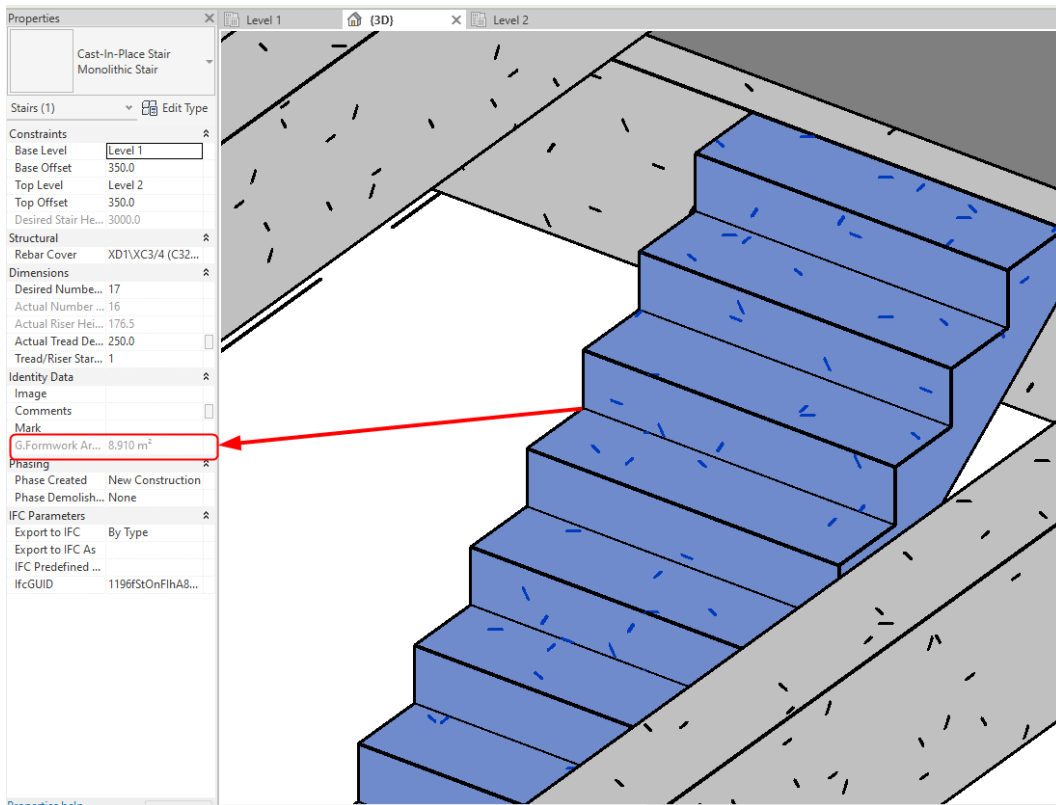 Properties
Level 1
{3D}
Level 2
Cast-In-Place Stair
Monolithic Stair
Stairs (1)
Edit Type
Constraints
Base Level Level 1
Base Offset 350.0
Top Level Level 2
Top Offset 350.0
Desired Stair He... 3000.0
Structural
Rebar Cover XD1\XC3/4 (C32...
Dimensions
Desired Numbe... 17
Actual Number ... 16
Actual Riser Hei... 176.5
Actual Tread De... 250.0
Tread/Riser Star... 1
Identity Data
Image
Comments
Mark
G.Formwork Ar... 8.910 m²
Phasing
Phase Created New Construction
Phase Demolish... None
IFC Parameters
Export to IFC By Type
Export to IFC As
IFC Predefined ...
IfcGUID 1196fStOnFlhA8...
Properties help